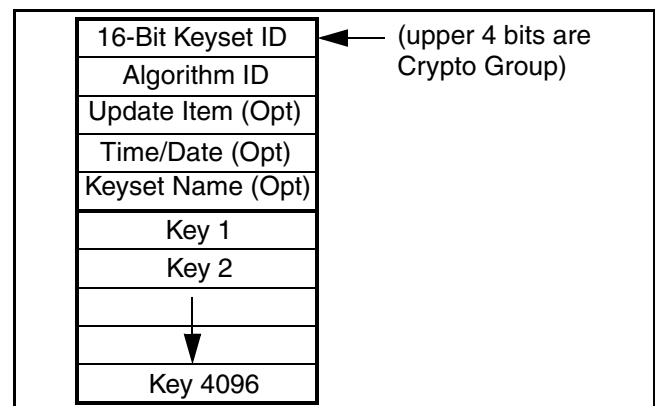 16-Bit Keyset ID
(upper 4 bits are
Crypto Group)
Algorithm ID
Update Item (Opt)
Time/Date (Opt)
Keyset Name (Opt)
Key 1
Key 2
Key 4096